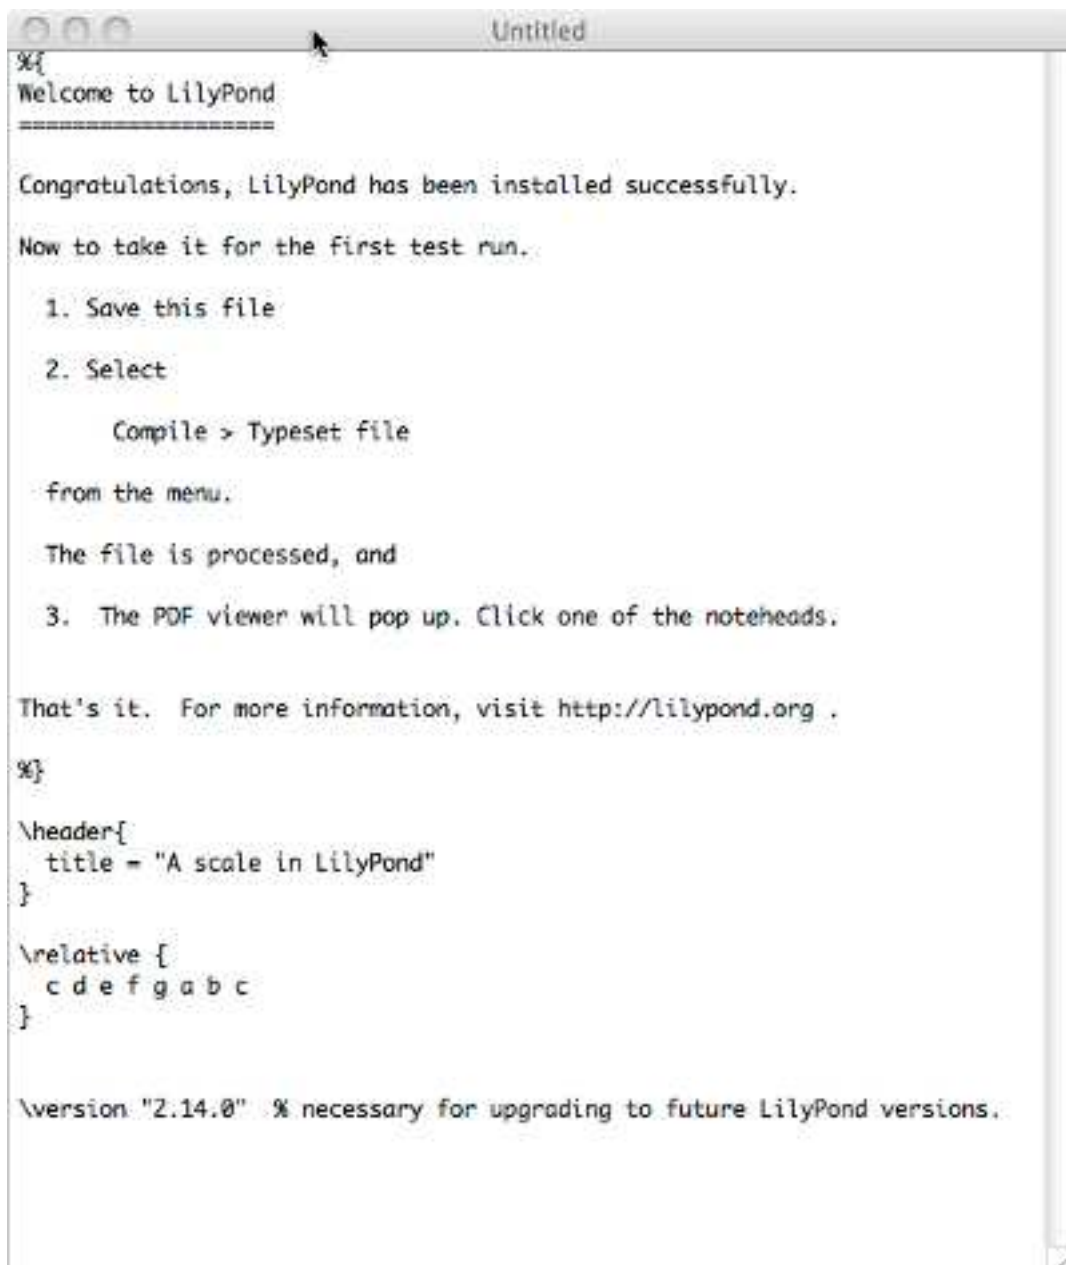 Untitled
%{
Welcome to LilyPond
===================
Congratulations, LilyPond has been installed successfully.
Now to take it for the first test run.
1. Save this file
2. Select
Compile > Typeset file
from the menu.
The file is processed, and
3.  The PDF viewer will pop up. Click one of the noteheads.
That's it.  For more information, visit http://lilypond.org .
%}
\header{
title = "A scale in LilyPond"
}
\relative {
c d e f g a b c
}
\version "2.14.0"  % necessary for upgrading to future LilyPond versions.